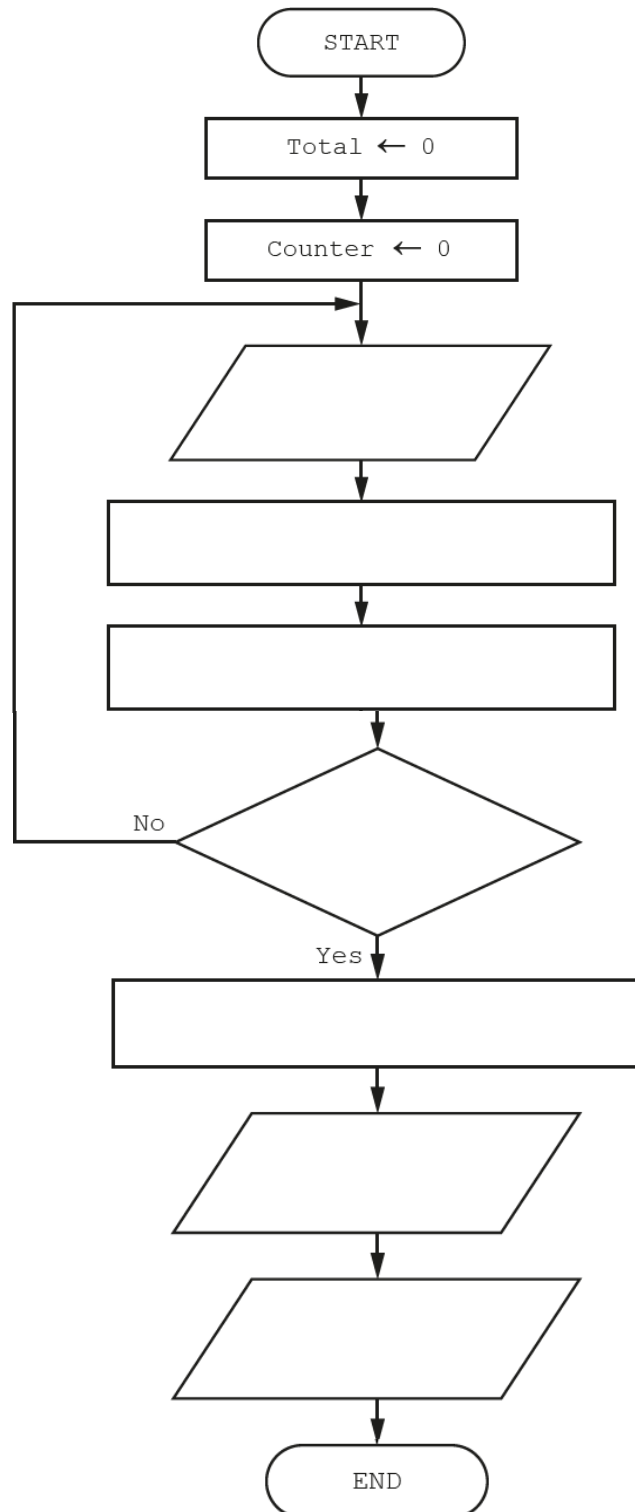 START
Total ← 0
Counter ← 0
No
Yes
END